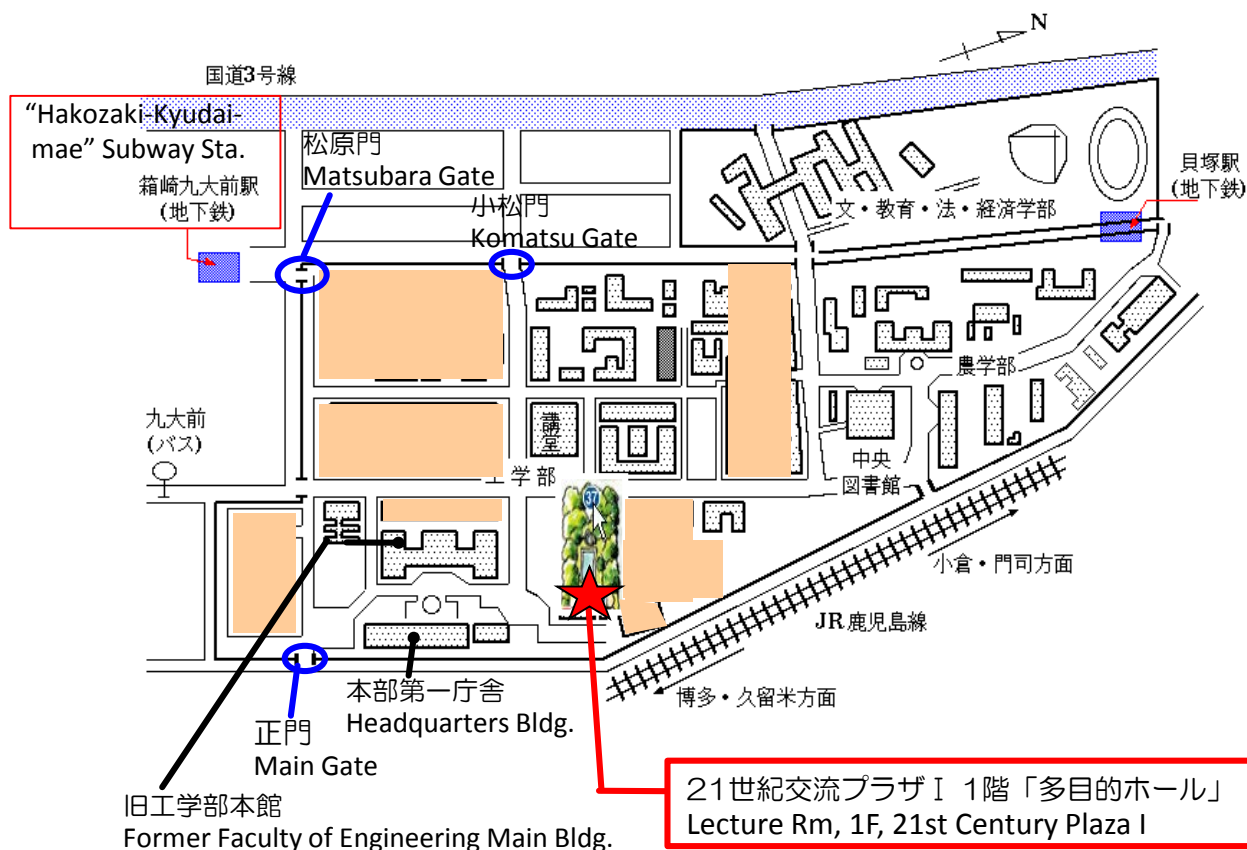 N
国道3号線
“Hakozaki-Kyudai-
mae” Subway Sta.
箱崎九大前駅
(地下鉄)
松原門
Matsubara Gate
小松門
Komatsu Gate
文・教育・法・経済学部
貝塚駅
(地下鉄)
農学部
九大前
(バス)
講堂
工学部
中央
図書館
37
小倉・門司方面
JR鹿児島線
博多・久留米方面
本部第一庁舎
Headquarters Bldg.
正門
Main Gate
旧工学部本館
Former Faculty of Engineering Main Bldg.
21世紀交流プラザⅠ 1階「多目的ホール」
Lecture Rm, 1F, 21st Century Plaza I